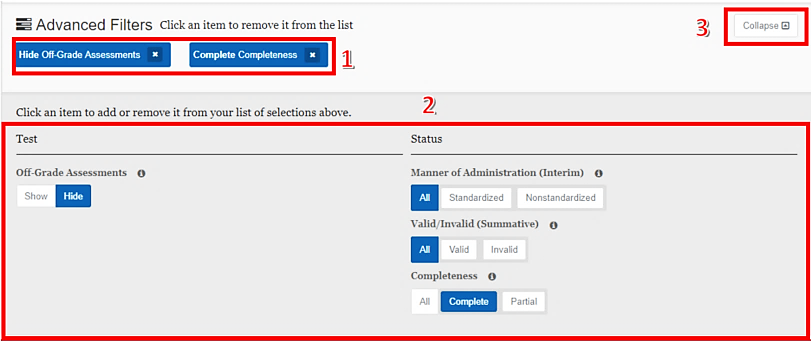 Advanced Filters Click an item to remove it from the list
3
Collapse
Hide Off-Grade Assessments ×
Complete Completeness ×
1
2
Click an item to add or remove it from your list of selections above.
Test
Status
Off-Grade Assessments
Show Hide
Manner of Administration (Interim)
All Standardized Nonstandardized
Valid/Invalid (Summative)
All Valid Invalid
Completeness
All Complete Partial